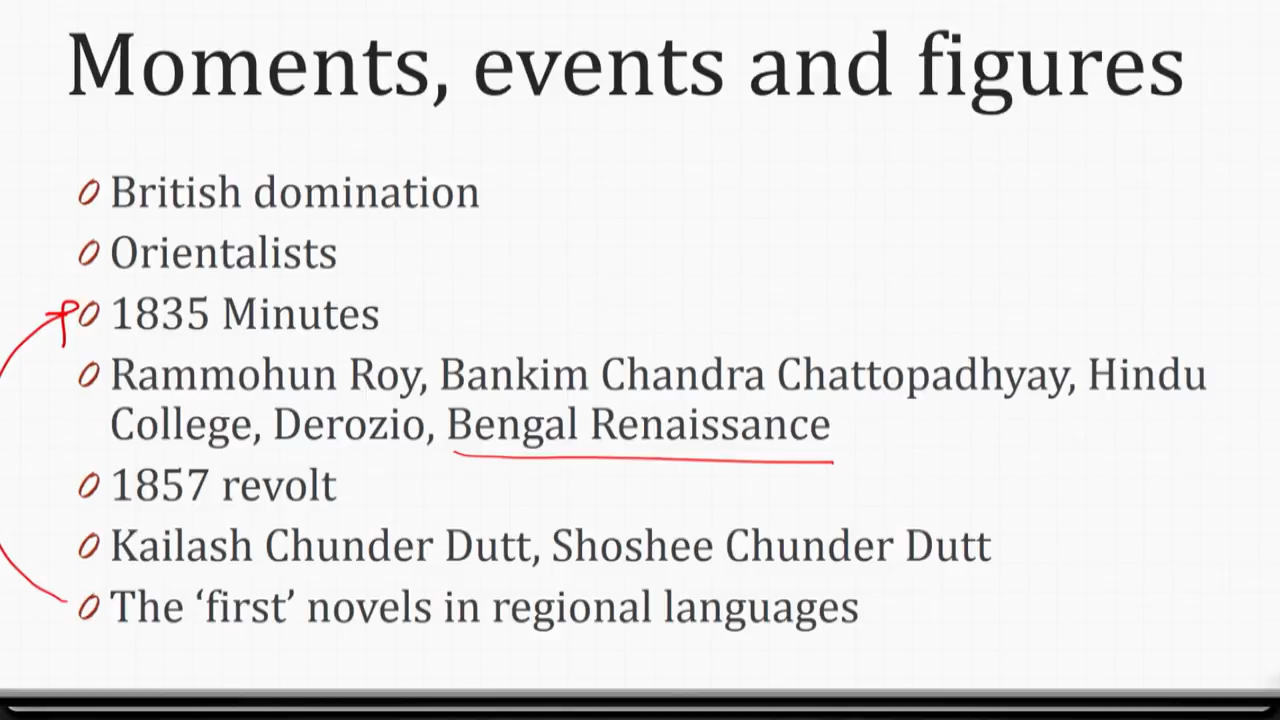 Moments, events and figures
British domination
Orientalists
1835 Minutes
Rammohun Roy, Bankim Chandra Chattopadhyay, Hindu
College, Derozio, Bengal Renaissance
1857 revolt
Kailash Chunder Dutt, Shoshee Chunder Dutt
The ‘first’ novels in regional languages